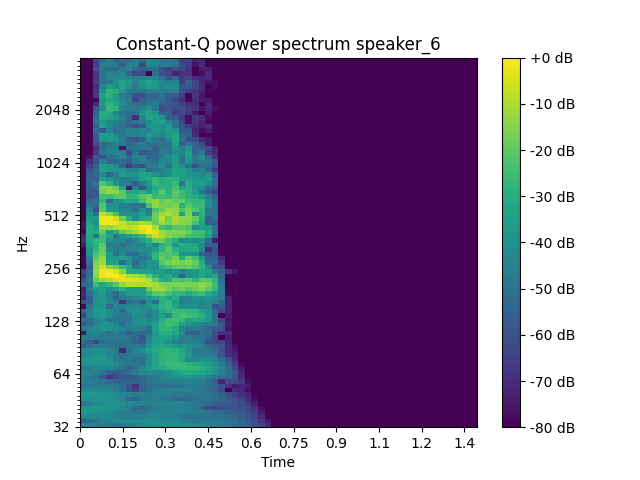 Constant-Q power spectrum speaker_6
Hz
2048
1024
512
256
128
64
32
0 0.15 0.3 0.45 0.6 0.75 0.9 1.1 1.2 1.4
Time
+0 dB
-10 dB
-20 dB
-30 dB
-40 dB
-50 dB
-60 dB
-70 dB
-80 dB